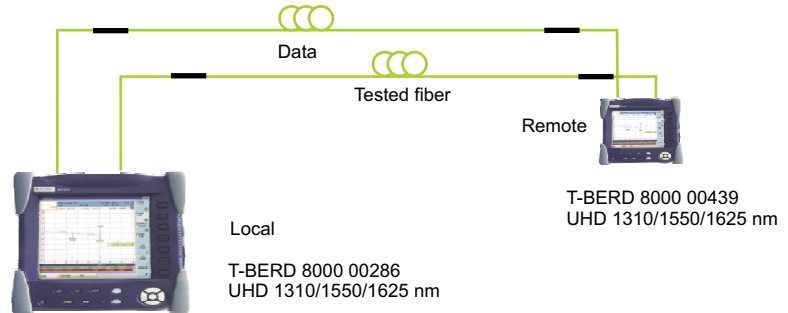 Data
Tested fiber
Remote
T-BERD 8000 00439
UHD 1310/1550/1625 nm
Local
T-BERD 8000 00286
UHD 1310/1550/1625 nm